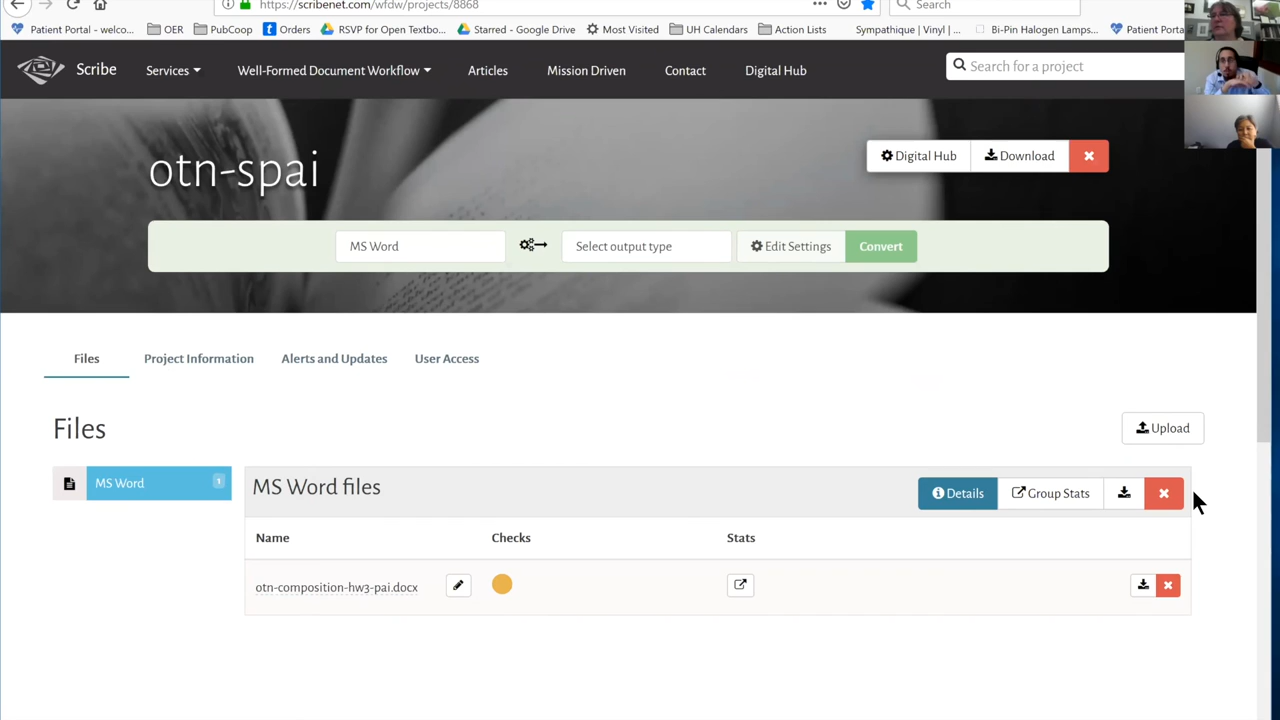 https://scribenet.com/wfdw/projects/8868
Search
Patient Portal - welco...
OER
PubCoop
Orders
RSVP for Open Textbo...
Starred - Google Drive
Most Visited
UH Calendars
Action Lists
Sympathique | Vinyl | ...
Bi-Pin Halogen Lamps...
Patient Porta
Scribe
Services
Well-Formed Document Workflow
Articles
Mission Driven
Contact
Digital Hub
Search for a project
otn-spai
Digital Hub
Download
MS Word
Select output type
Edit Settings
Convert
Files
Project Information
Alerts and Updates
User Access
Files
Upload
MS Word
1
MS Word files
Details
Group Stats
Name
Checks
Stats
otn-composition-hw3-pai.docx